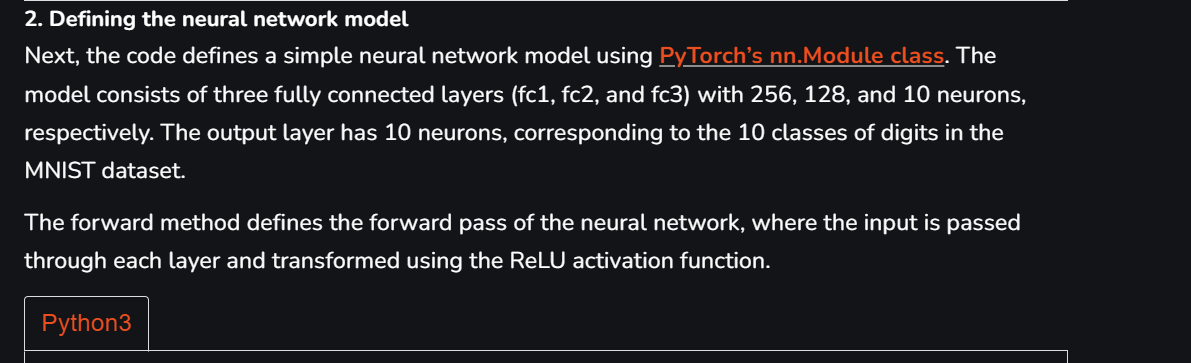 2. Defining the neural network model
Next, the code defines a simple neural network model using PyTorch’s nn.Module class. The
model consists of three fully connected layers (fc1, fc2, and fc3) with 256, 128, and 10 neurons,
respectively. The output layer has 10 neurons, corresponding to the 10 classes of digits in the
MNIST dataset.
The forward method defines the forward pass of the neural network, where the input is passed
through each layer and transformed using the ReLU activation function.
Python3